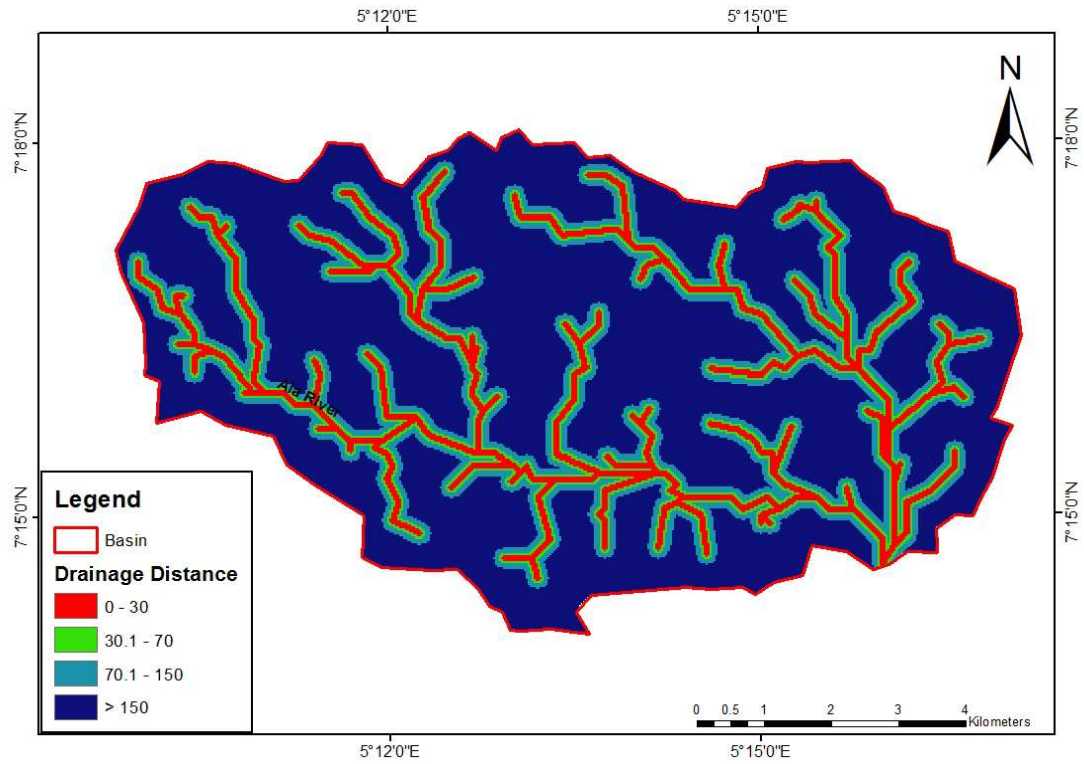 5°12'0"E 5°15'0"E
N
7°18'0"N 7°18'0"N
Ala River
7°15'0"N 7°15'0"N
Legend
Basin
Drainage Distance
0 - 30
30.1 - 70
70.1 - 150
> 150
0 0.5 1 2 3 4
Kilometers
5°12'0"E 5°15'0"E